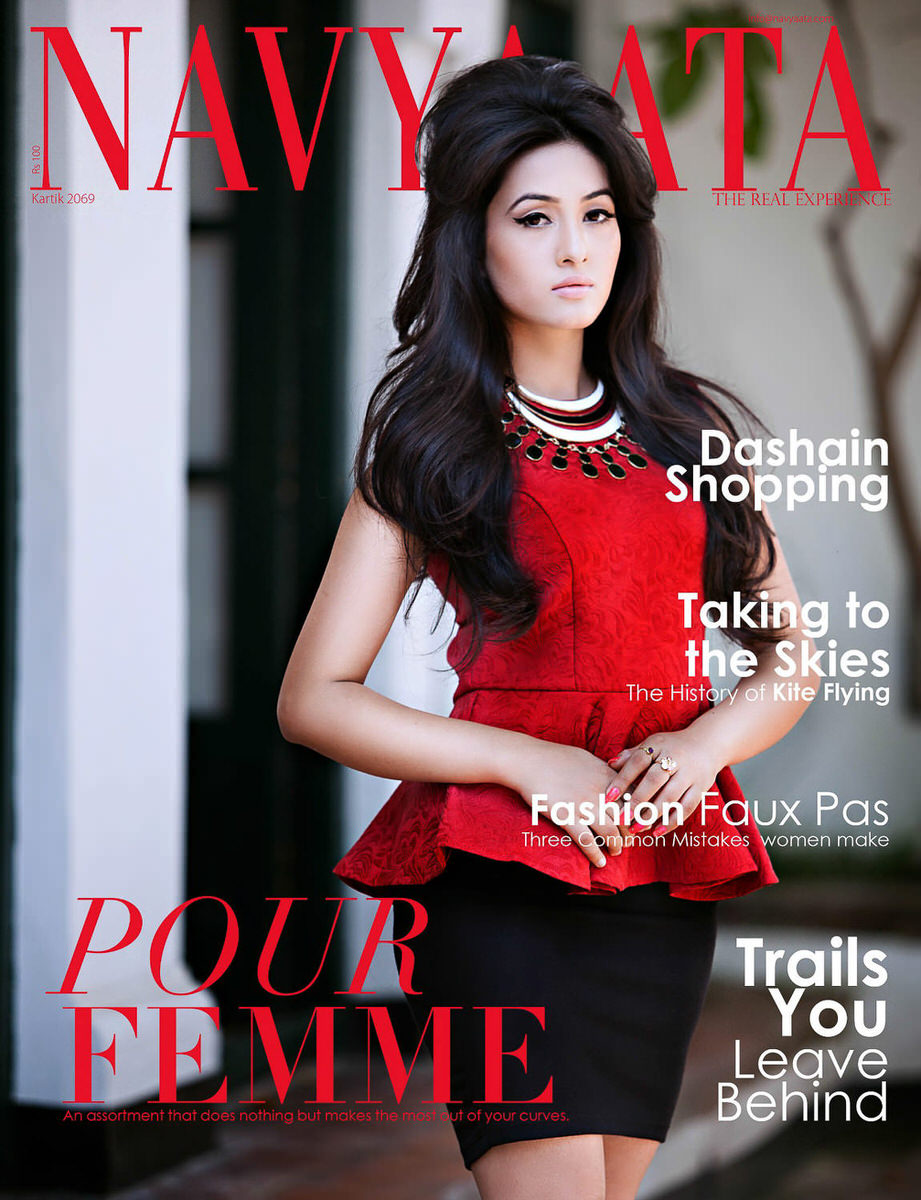 NAVYAATA
Rs 100
Kartik 2069
THE REAL EXPERIENCE
Dashain
Shopping
Taking to
the Skies
The History of Kite Flying
Fashion Faux Pas
Three Common Mistakes women make
POUR
FEMME
An assortment that does nothing but makes the most out of your curves.
Trails
You
Leave
Behind